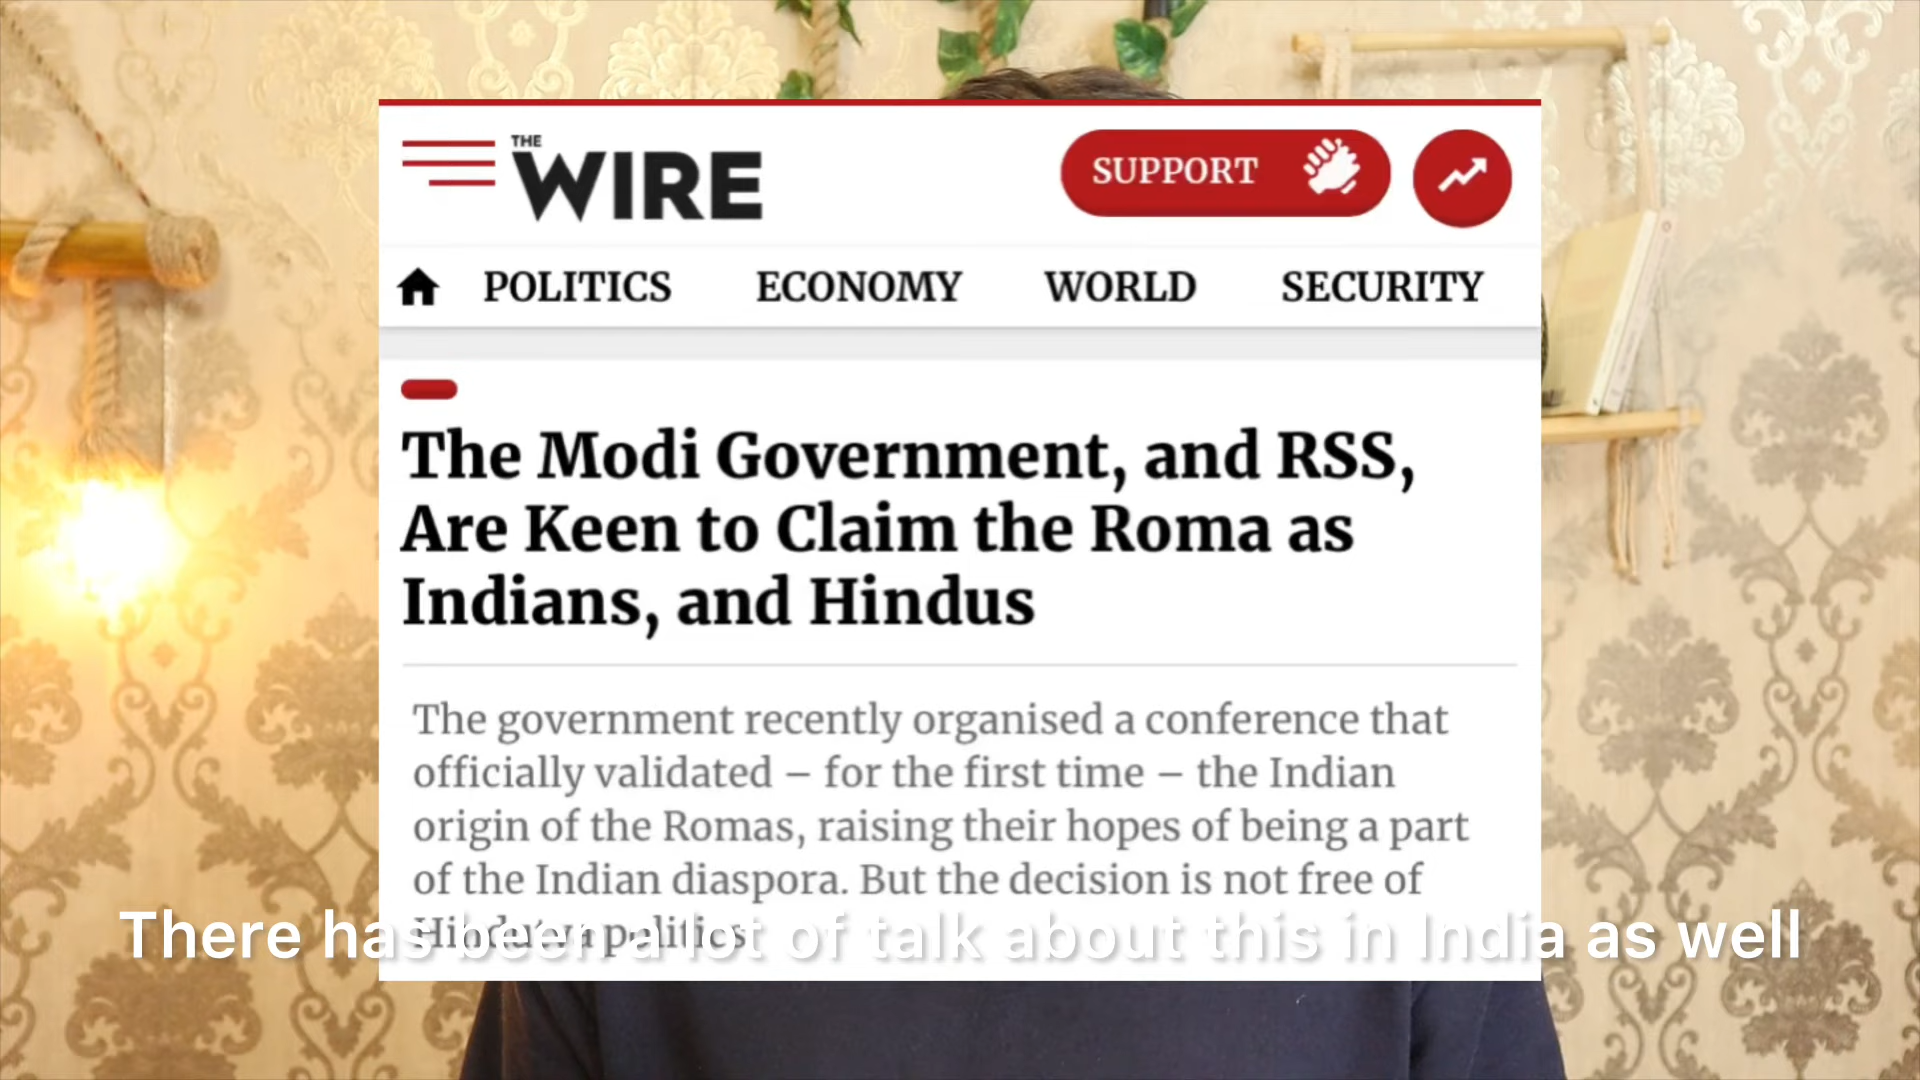 THE
WIRE
SUPPORT
POLITICS ECONOMY WORLD SECURITY
The Modi Government, and RSS,
Are Keen to Claim the Roma as
Indians, and Hindus
The government recently organised a conference that
officially validated – for the first time – the Indian
origin of the Romas, raising their hopes of being a part
of the Indian diaspora. But the decision is not free of
Hindutva politics
There has been a lot of talk about this in India as well